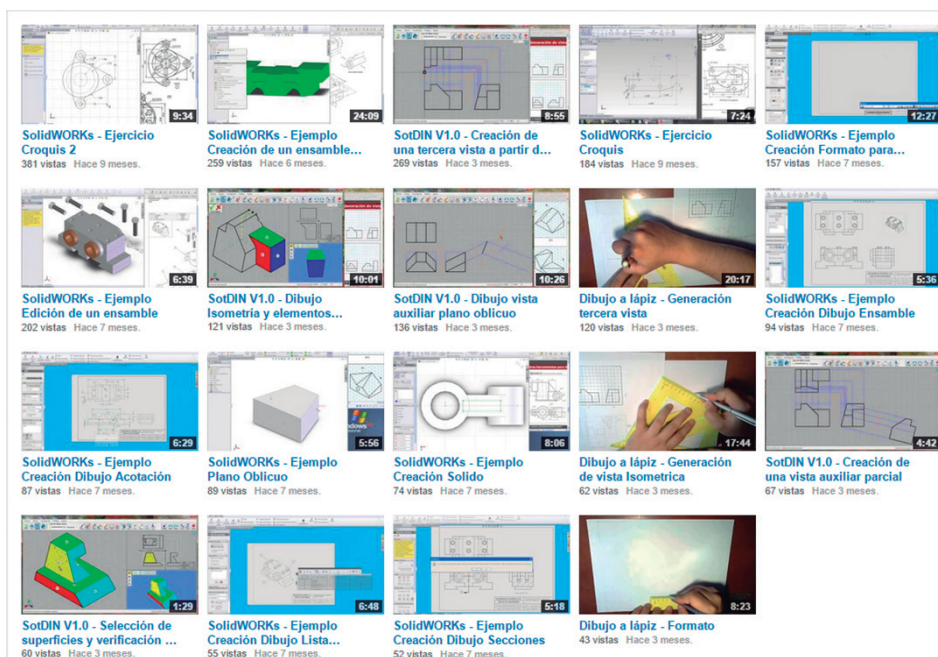 9:34
SolidWORKs - Ejercicio
Croquis 2
381 vistas Hace 9 meses.
24:09
SolidWORKs - Ejemplo
Creación de un ensamble…
259 vistas Hace 6 meses.
8:55
SotDIN V1.0 - Creación de
una tercera vista a partir d…
269 vistas Hace 3 meses.
7:24
SolidWORKs - Ejercicio
Croquis
184 vistas Hace 9 meses.
12:27
SolidWORKs - Ejemplo
Creación Formato para…
157 vistas Hace 7 meses.
6:39
SolidWORKs - Ejemplo
Edición de un ensamble
202 vistas Hace 7 meses.
10:01
SotDIN V1.0 - Dibujo
Isometría y elementos…
121 vistas Hace 3 meses.
10:26
SotDIN V1.0 - Dibujo vista
auxiliar plano oblicuo
136 vistas Hace 3 meses.
20:17
Dibujo a lápiz - Generación
tercera vista
120 vistas Hace 3 meses.
5:36
SolidWORKs - Ejemplo
Creación Dibujo Ensamble
94 vistas Hace 7 meses.
6:29
SolidWORKs - Ejemplo
Creación Dibujo Acotación
87 vistas Hace 7 meses.
5:56
SolidWORKs - Ejemplo
Plano Oblicuo
89 vistas Hace 7 meses.
8:06
SolidWORKs - Ejemplo
Creación Solido
74 vistas Hace 7 meses.
17:44
Dibujo a lápiz - Generación
de vista Isometrica
62 vistas Hace 3 meses.
4:42
SotDIN V1.0 - Creación de
una vista auxiliar parcial
67 vistas Hace 3 meses.
1:29
SotDIN V1.0 - Selección de
superficies y verificación …
60 vistas Hace 3 meses.
6:48
SolidWORKs - Ejemplo
Creación Dibujo Lista…
55 vistas Hace 7 meses.
5:18
SolidWORKs - Ejemplo
Creación Dibujo Secciones
52 vistas Hace 7 meses.
8:23
Dibujo a lápiz - Formato
43 vistas Hace 3 meses.